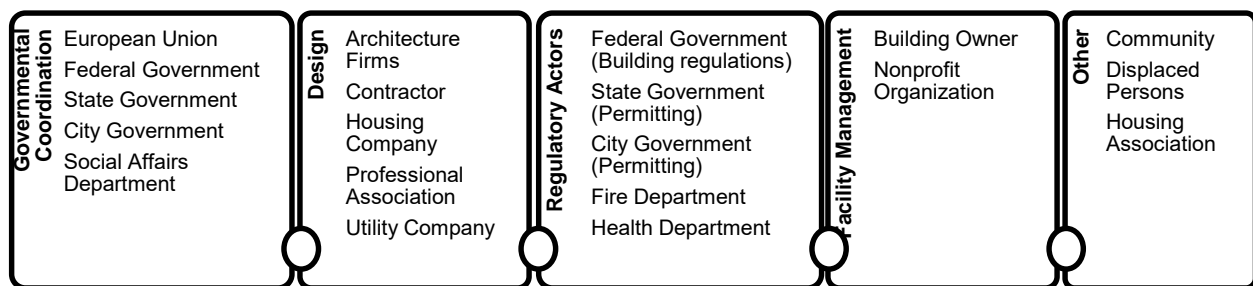 Governmental
Coordination
European Union
Federal Government
State Government
City Government
Social Affairs
Department
Design
Architecture
Firms
Contractor
Housing
Company
Professional
Association
Utility Company
Regulatory Actors
Federal Government
(Building regulations)
State Government
(Permitting)
City Government
(Permitting)
Fire Department
Health Department
Facility Management
Building Owner
Nonprofit
Organization
Other
Community
Displaced
Persons
Housing
Association